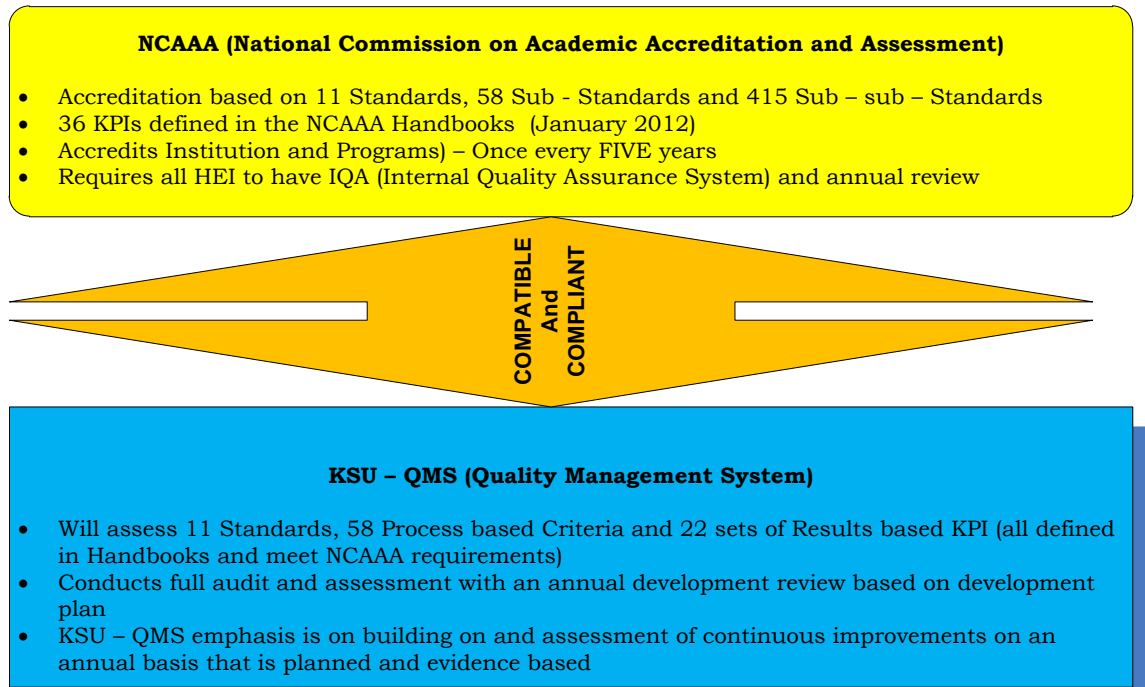 NCAAA (National Commission on Academic Accreditation and Assessment)
• Accreditation based on 11 Standards, 58 Sub - Standards and 415 Sub – sub – Standards
• 36 KPIs defined in the NCAAA Handbooks (January 2012)
• Accredits Institution and Programs) – Once every FIVE years
• Requires all HEI to have IQA (Internal Quality Assurance System) and annual review
COMPATIBLE
And
COMPLIANT
KSU – QMS (Quality Management System)
• Will assess 11 Standards, 58 Process based Criteria and 22 sets of Results based KPI (all defined
in Handbooks and meet NCAAA requirements)
• Conducts full audit and assessment with an annual development review based on development
plan
• KSU – QMS emphasis is on building on and assessment of continuous improvements on an
annual basis that is planned and evidence based